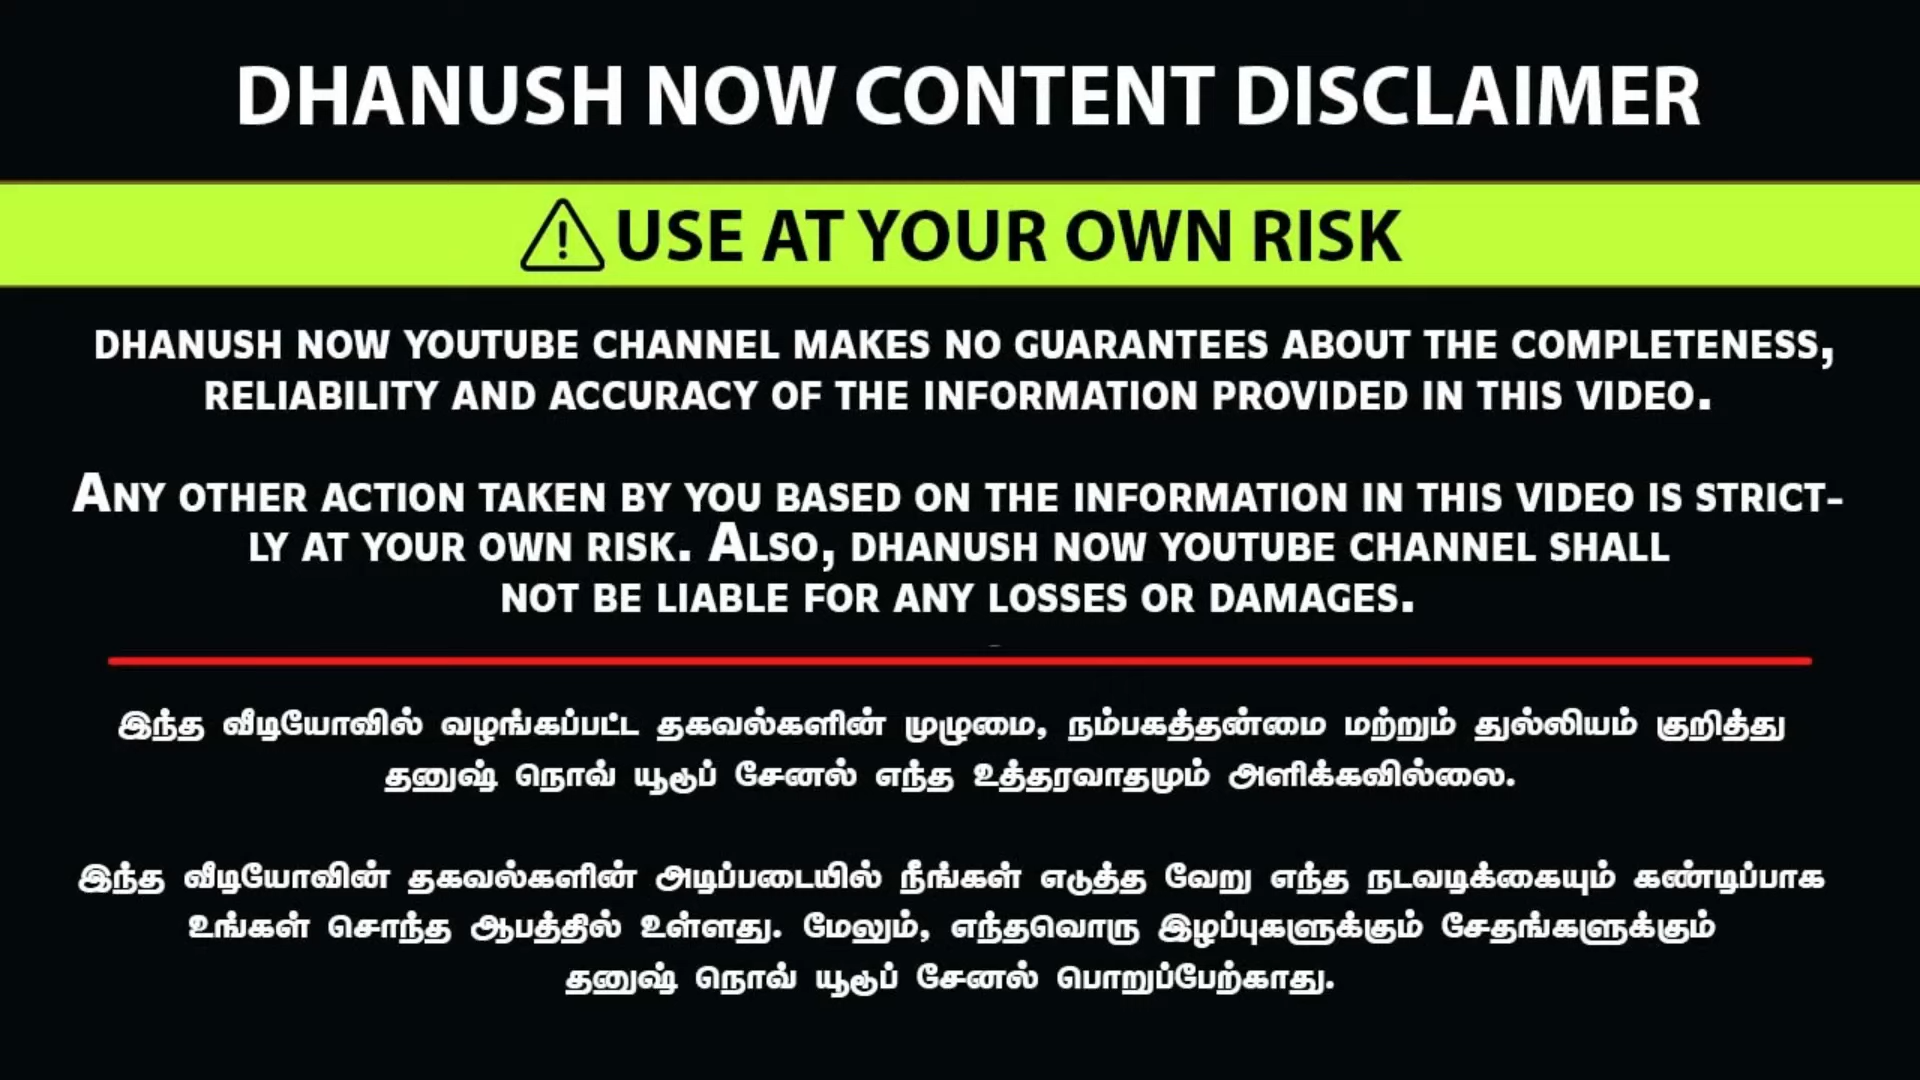 DHANUSH NOW CONTENT DISCLAIMER
USE AT YOUR OWN RISK
DHANUSH NOW YOUTUBE CHANNEL MAKES NO GUARANTEES ABOUT THE COMPLETENESS,
RELIABILITY AND ACCURACY OF THE INFORMATION PROVIDED IN THIS VIDEO.
ANY OTHER ACTION TAKEN BY YOU BASED ON THE INFORMATION IN THIS VIDEO IS STRICT-
LY AT YOUR OWN RISK. ALSO, DHANUSH NOW YOUTUBE CHANNEL SHALL
NOT BE LIABLE FOR ANY LOSSES OR DAMAGES.
இந்த வீடியோவில் வழங்கப்பட்ட தகவல்களின் முழுமை, நம்பகத்தன்மை மற்றும் துல்லியம் குறித்து
தனுஷ் நொவ் யூடூப் சேனல் எந்த உத்தரவாதமும் அளிக்கவில்லை.
இந்த வீடியோவின் தகவல்களின் அடிப்படையில் நீங்கள் எடுத்த வேறு எந்த நடவடிக்கையும் கண்டிப்பாக
உங்கள் சொந்த ஆபத்தில் உள்ளது. மேலும், எந்தவொரு இழப்புகளுக்கும் சேதங்களுக்கும்
தனுஷ் நொவ் யூடூப் சேனல் பொறுப்பேற்காது.